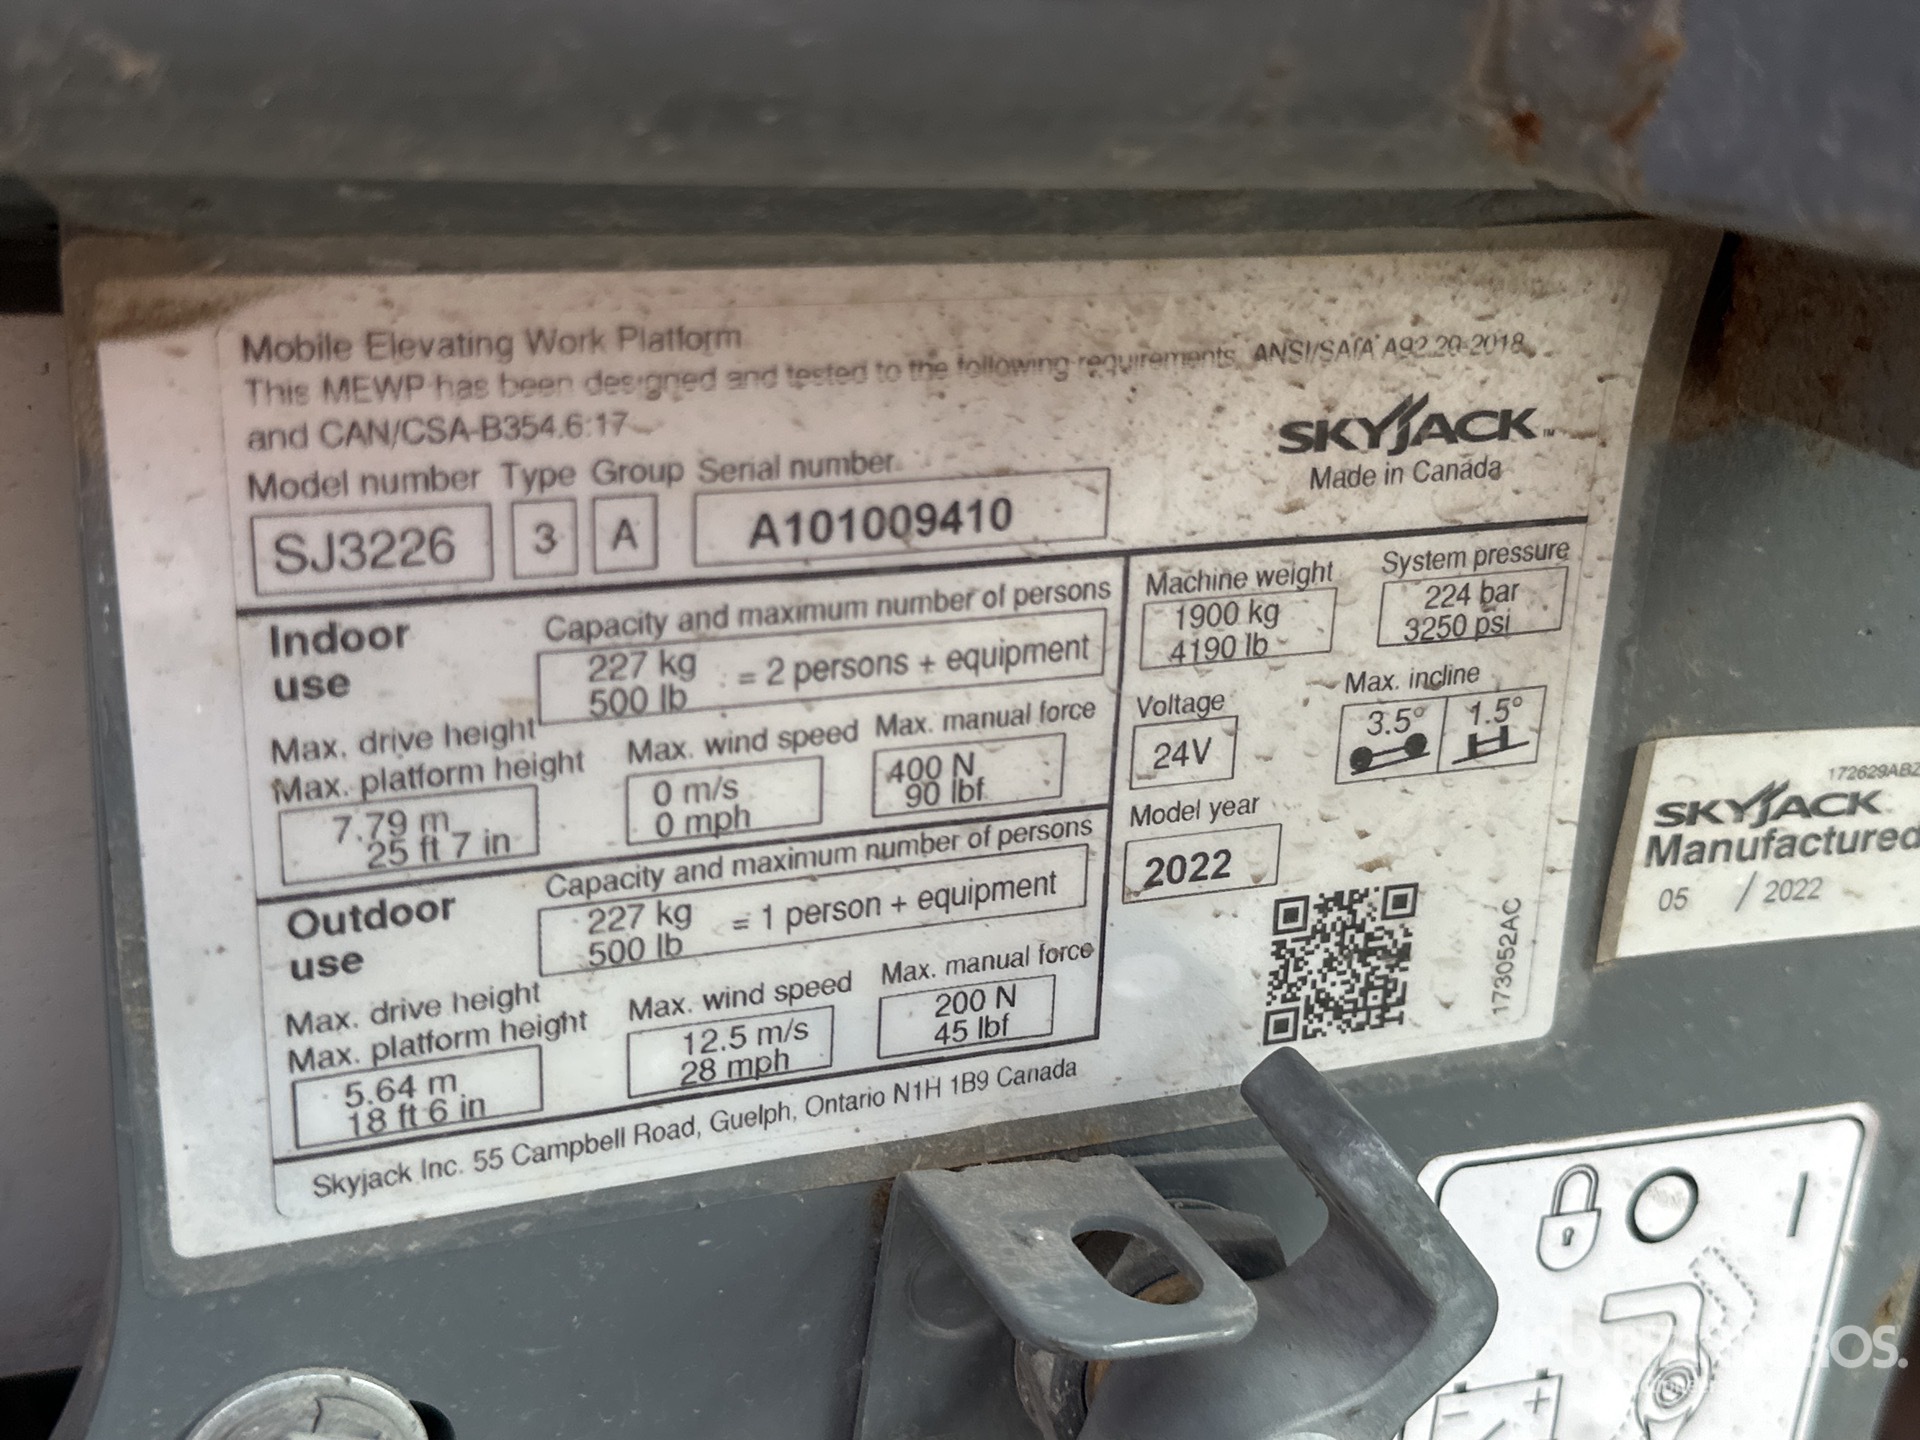 Mobile Elevating Work Platform
This MEWP has been designed and tested to the following requirements ANSI/SAIA A92.20-2018
and CAN/CSA-B354.6:17
SKYJACK™
Made in Canada
Model number Type Group Serial number
SJ3226 3 A A101009410
Indoor use
Capacity and maximum number of persons
227 kg
500 lb
= 2 persons + equipment
Max. drive height
Max. platform height
7.79 m
25 ft 7 in
Max. wind speed
0 m/s
0 mph
Max. manual force
400 N
90 lbf
Outdoor use
Capacity and maximum number of persons
227 kg
500 lb
= 1 person + equipment
Max. drive height
Max. platform height
5.64 m
18 ft 6 in
Max. wind speed
12.5 m/s
28 mph
Max. manual force
200 N
45 lbf
Machine weight
1900 kg
4190 lb
System pressure
224 bar
3250 psi
Voltage
24V
Max. incline
3.5° 1.5°
Model year
2022
173052AC
Skyjack Inc. 55 Campbell Road, Guelph, Ontario N1H 1B9 Canada
172629ABZ
SKYJACK
Manufactured
05 / 2022